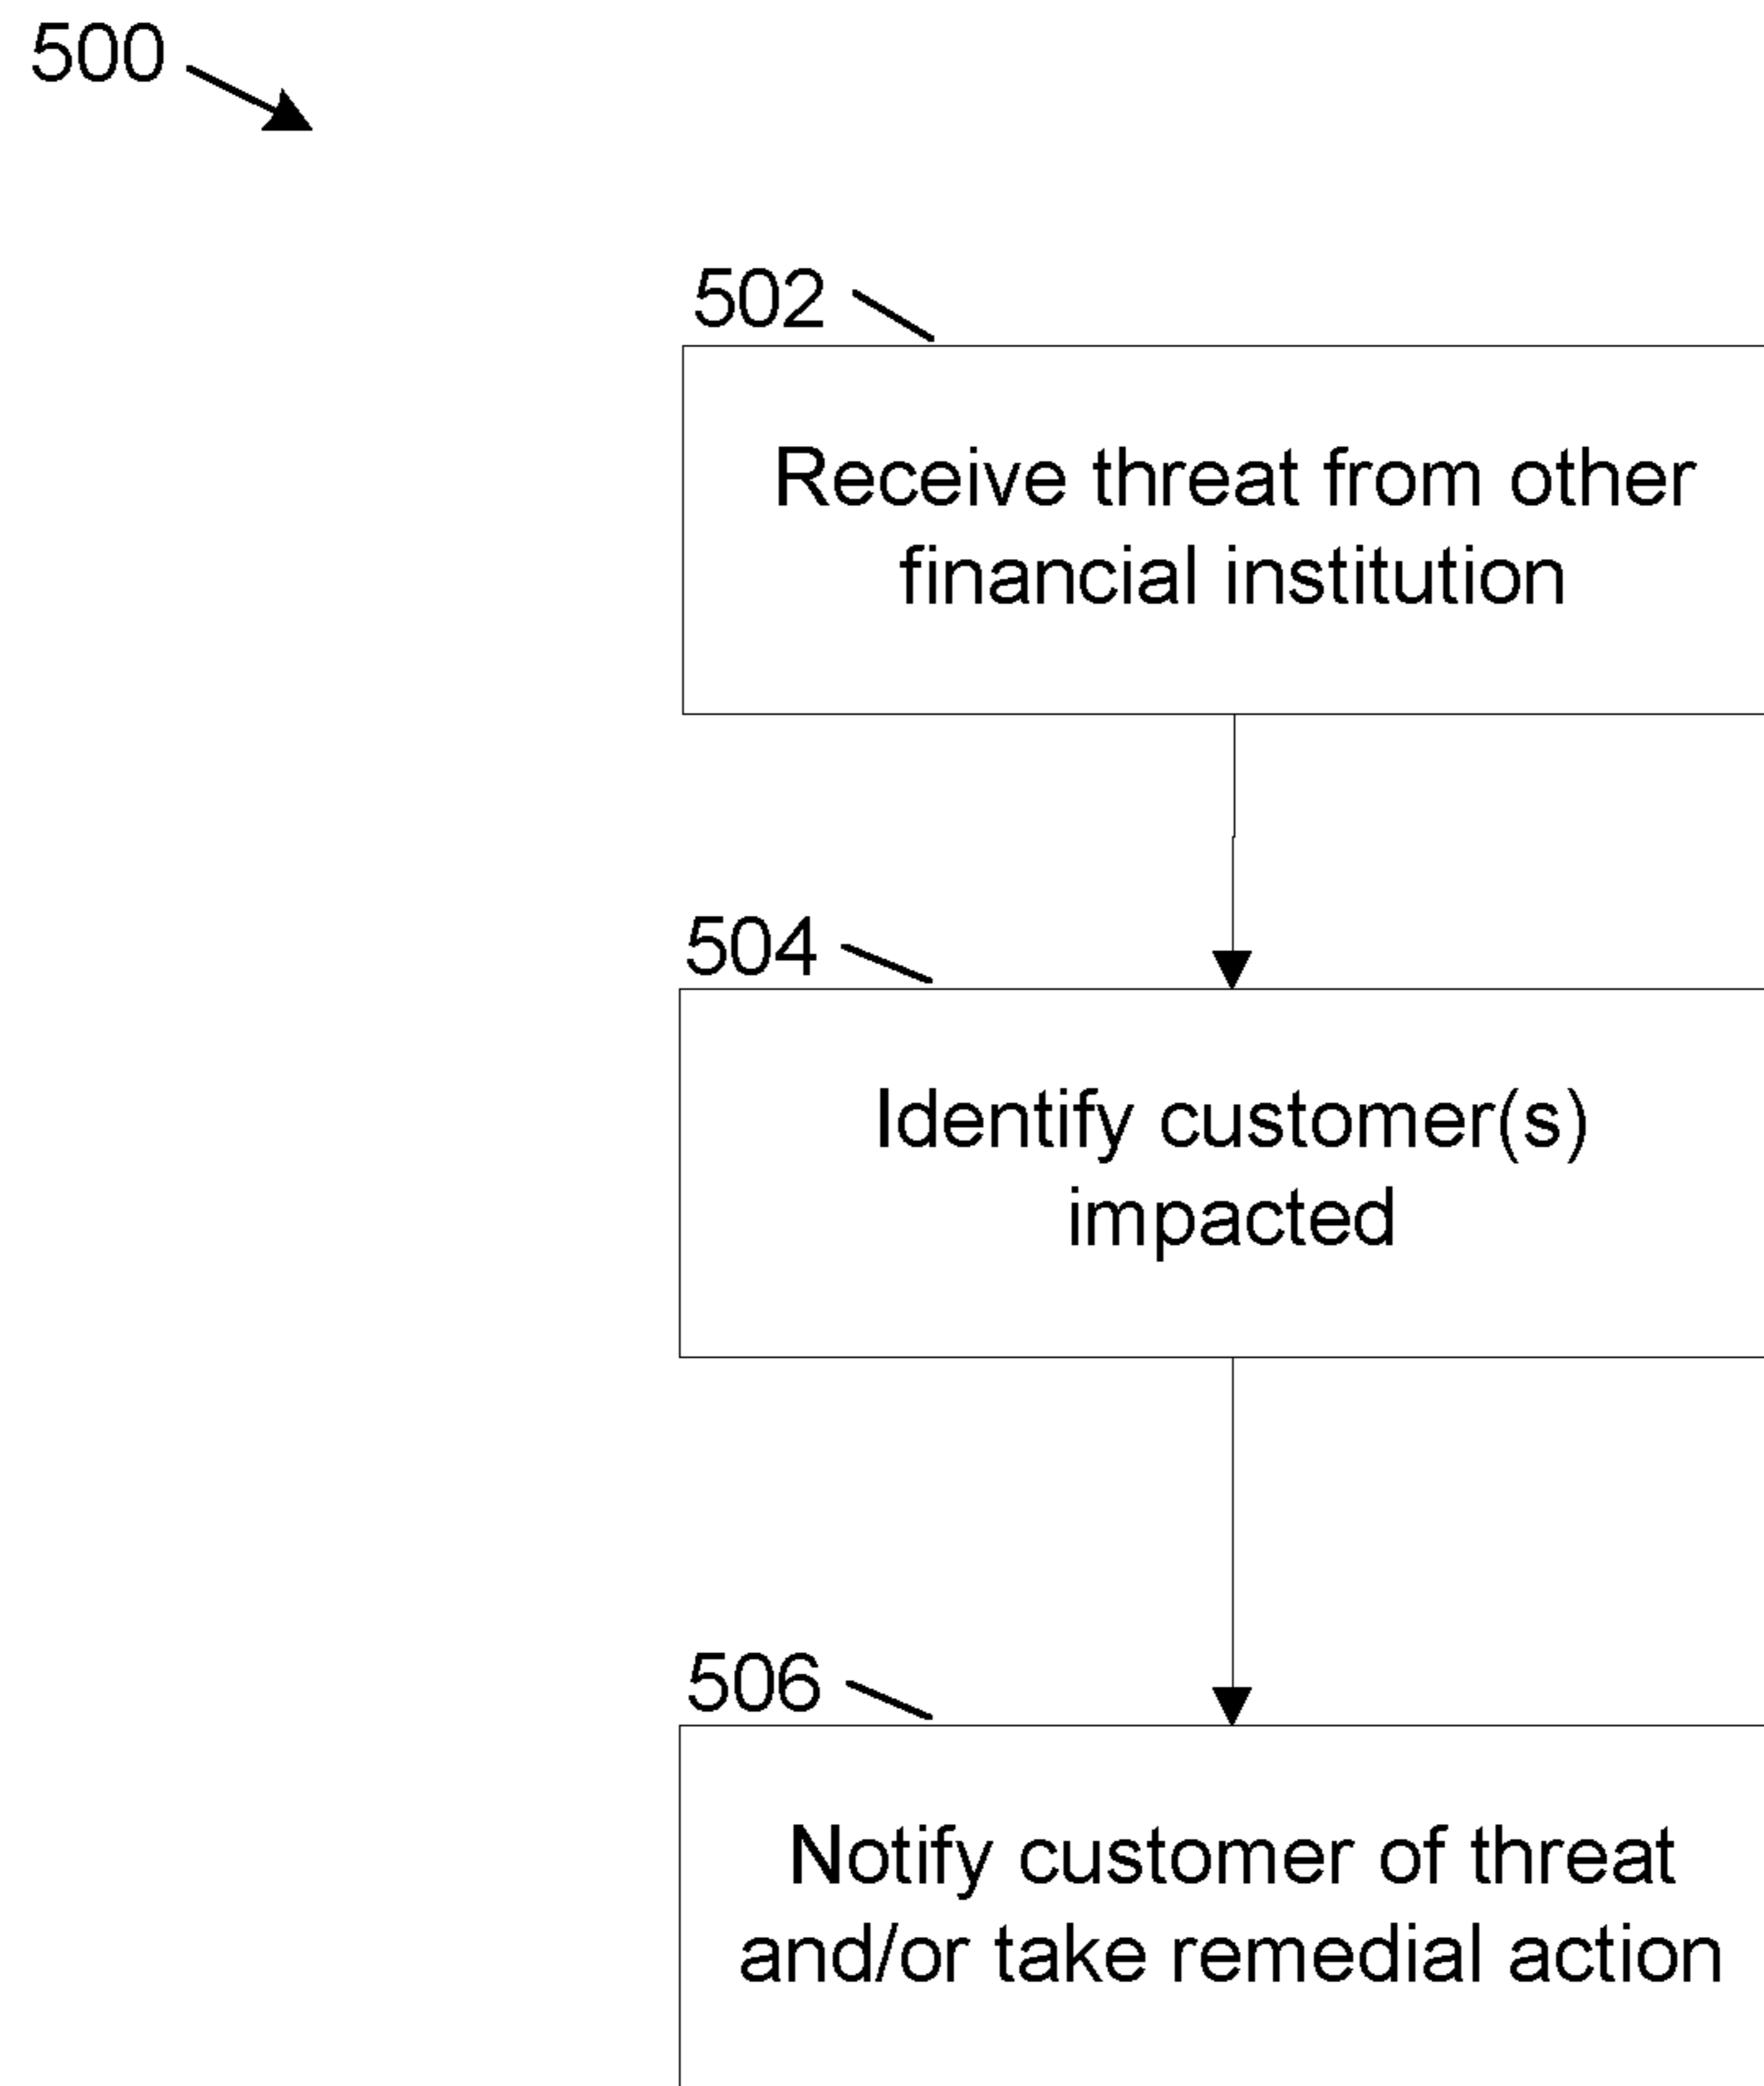 500
502
Receive threat from other
financial institution
504
Identify customer(s)
impacted
506
Notify customer of threat
and/or take remedial action